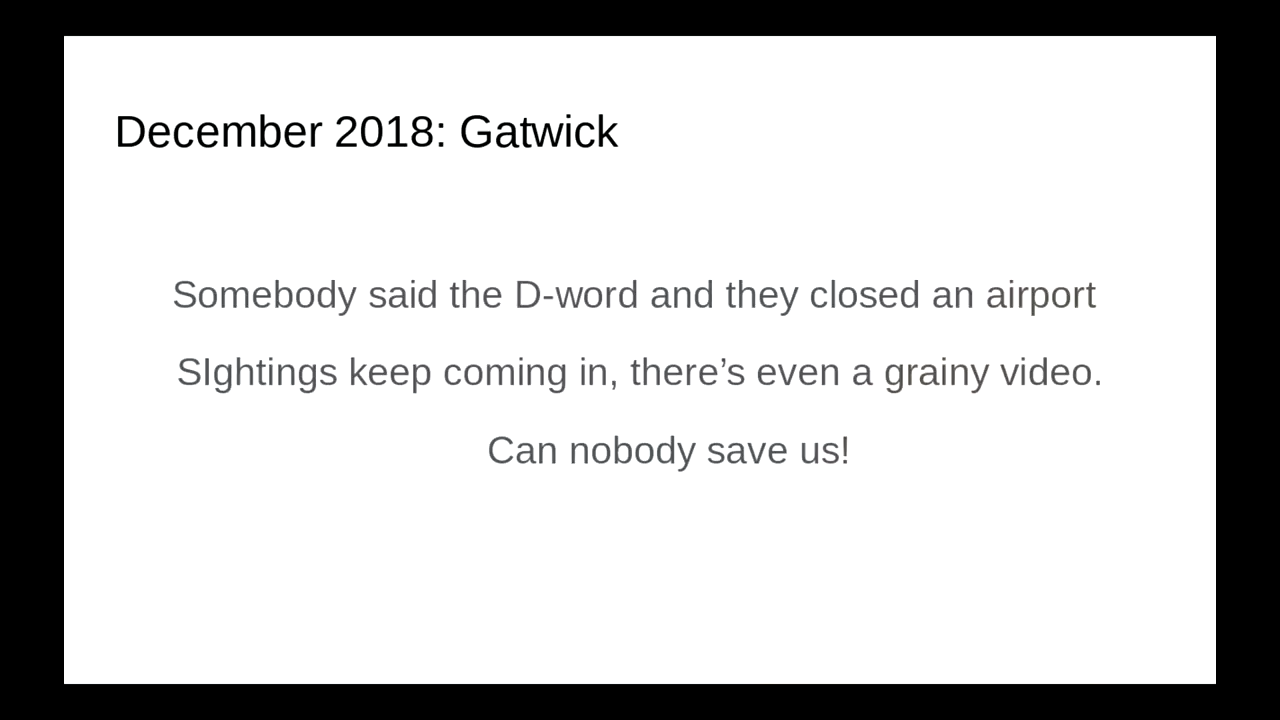 December 2018: Gatwick
Somebody said the D-word and they closed an airport
SIghtings keep coming in, there’s even a grainy video.
Can nobody save us!